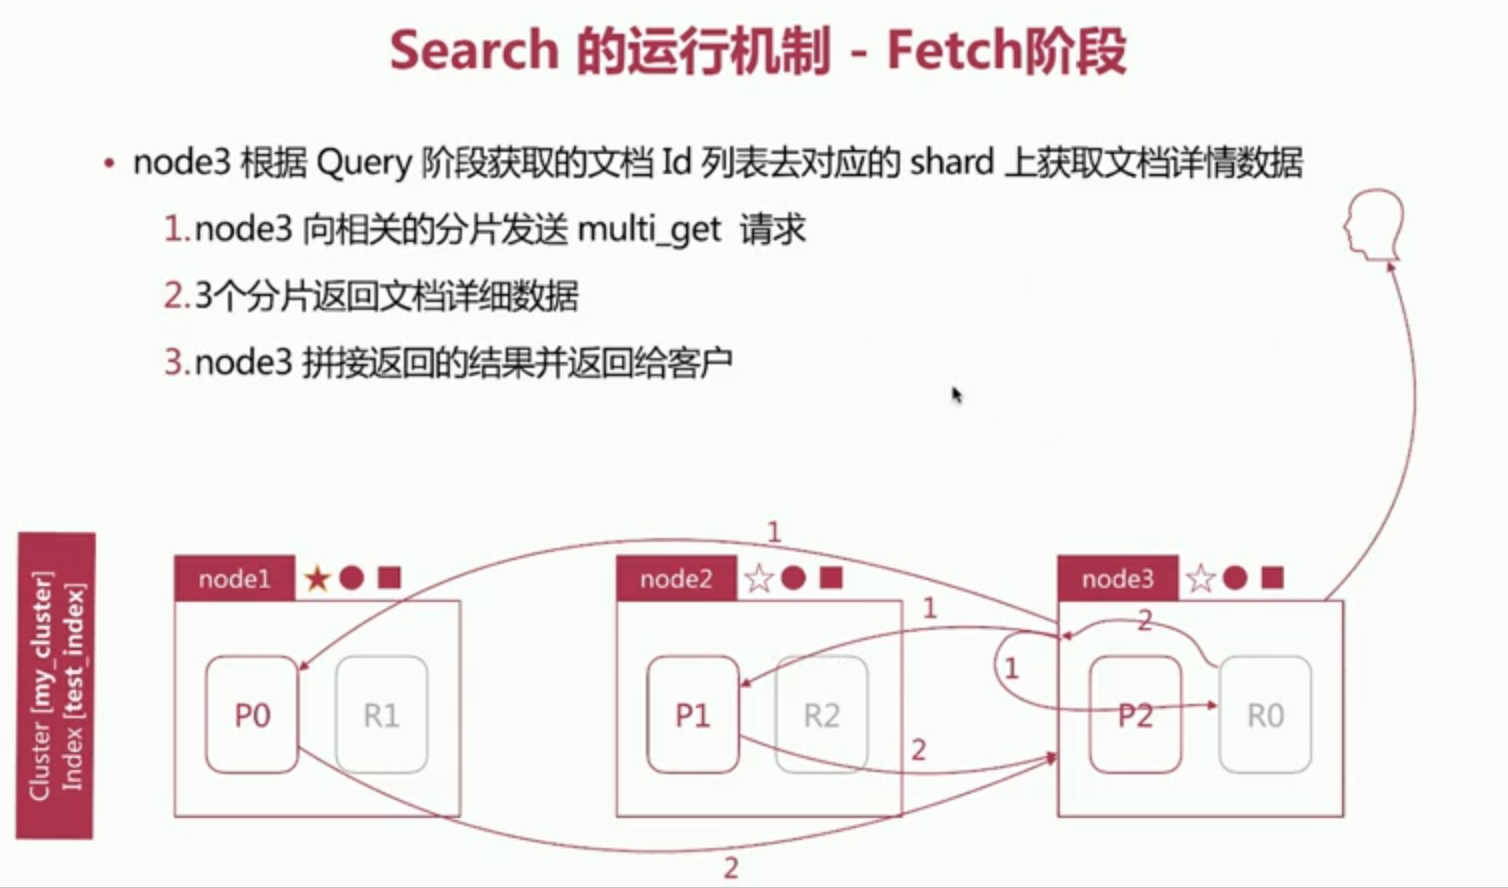 Search 的运行机制 - Fetch阶段
• node3 根据 Query 阶段获取的文档 Id 列表去对应的 shard 上获取文档详情数据
1.node3 向相关的分片发送 multi_get 请求
2.3个分片返回文档详细数据
3.node3 拼接返回的结果并返回给客户
Cluster [my_cluster]
Index [test_index]
1
node1
node2
node3
1
2
1
P0
R1
P1
R2
P2
R0
2
2